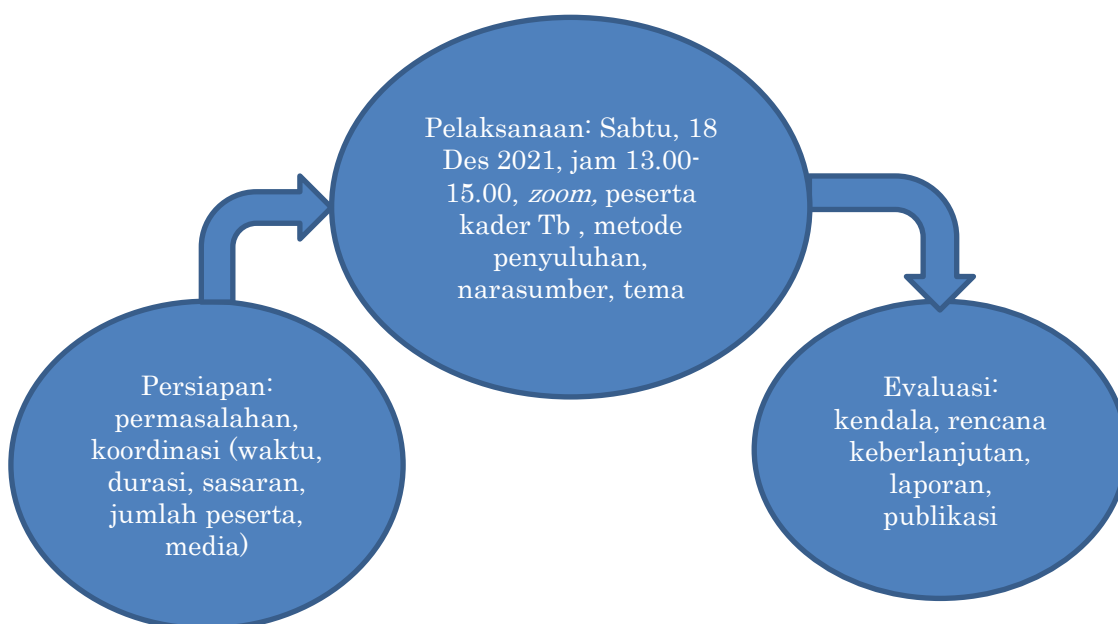 Persiapan:
permasalahan,
koordinasi (waktu,
durasi, sasaran,
jumlah peserta,
media)
Pelaksanaan: Sabtu, 18
Des 2021, jam 13.00-
15.00, zoom, peserta
kader Tb , metode
penyuluhan,
narasumber, tema
Evaluasi:
kendala, rencana
keberlanjutan,
laporan,
publikasi